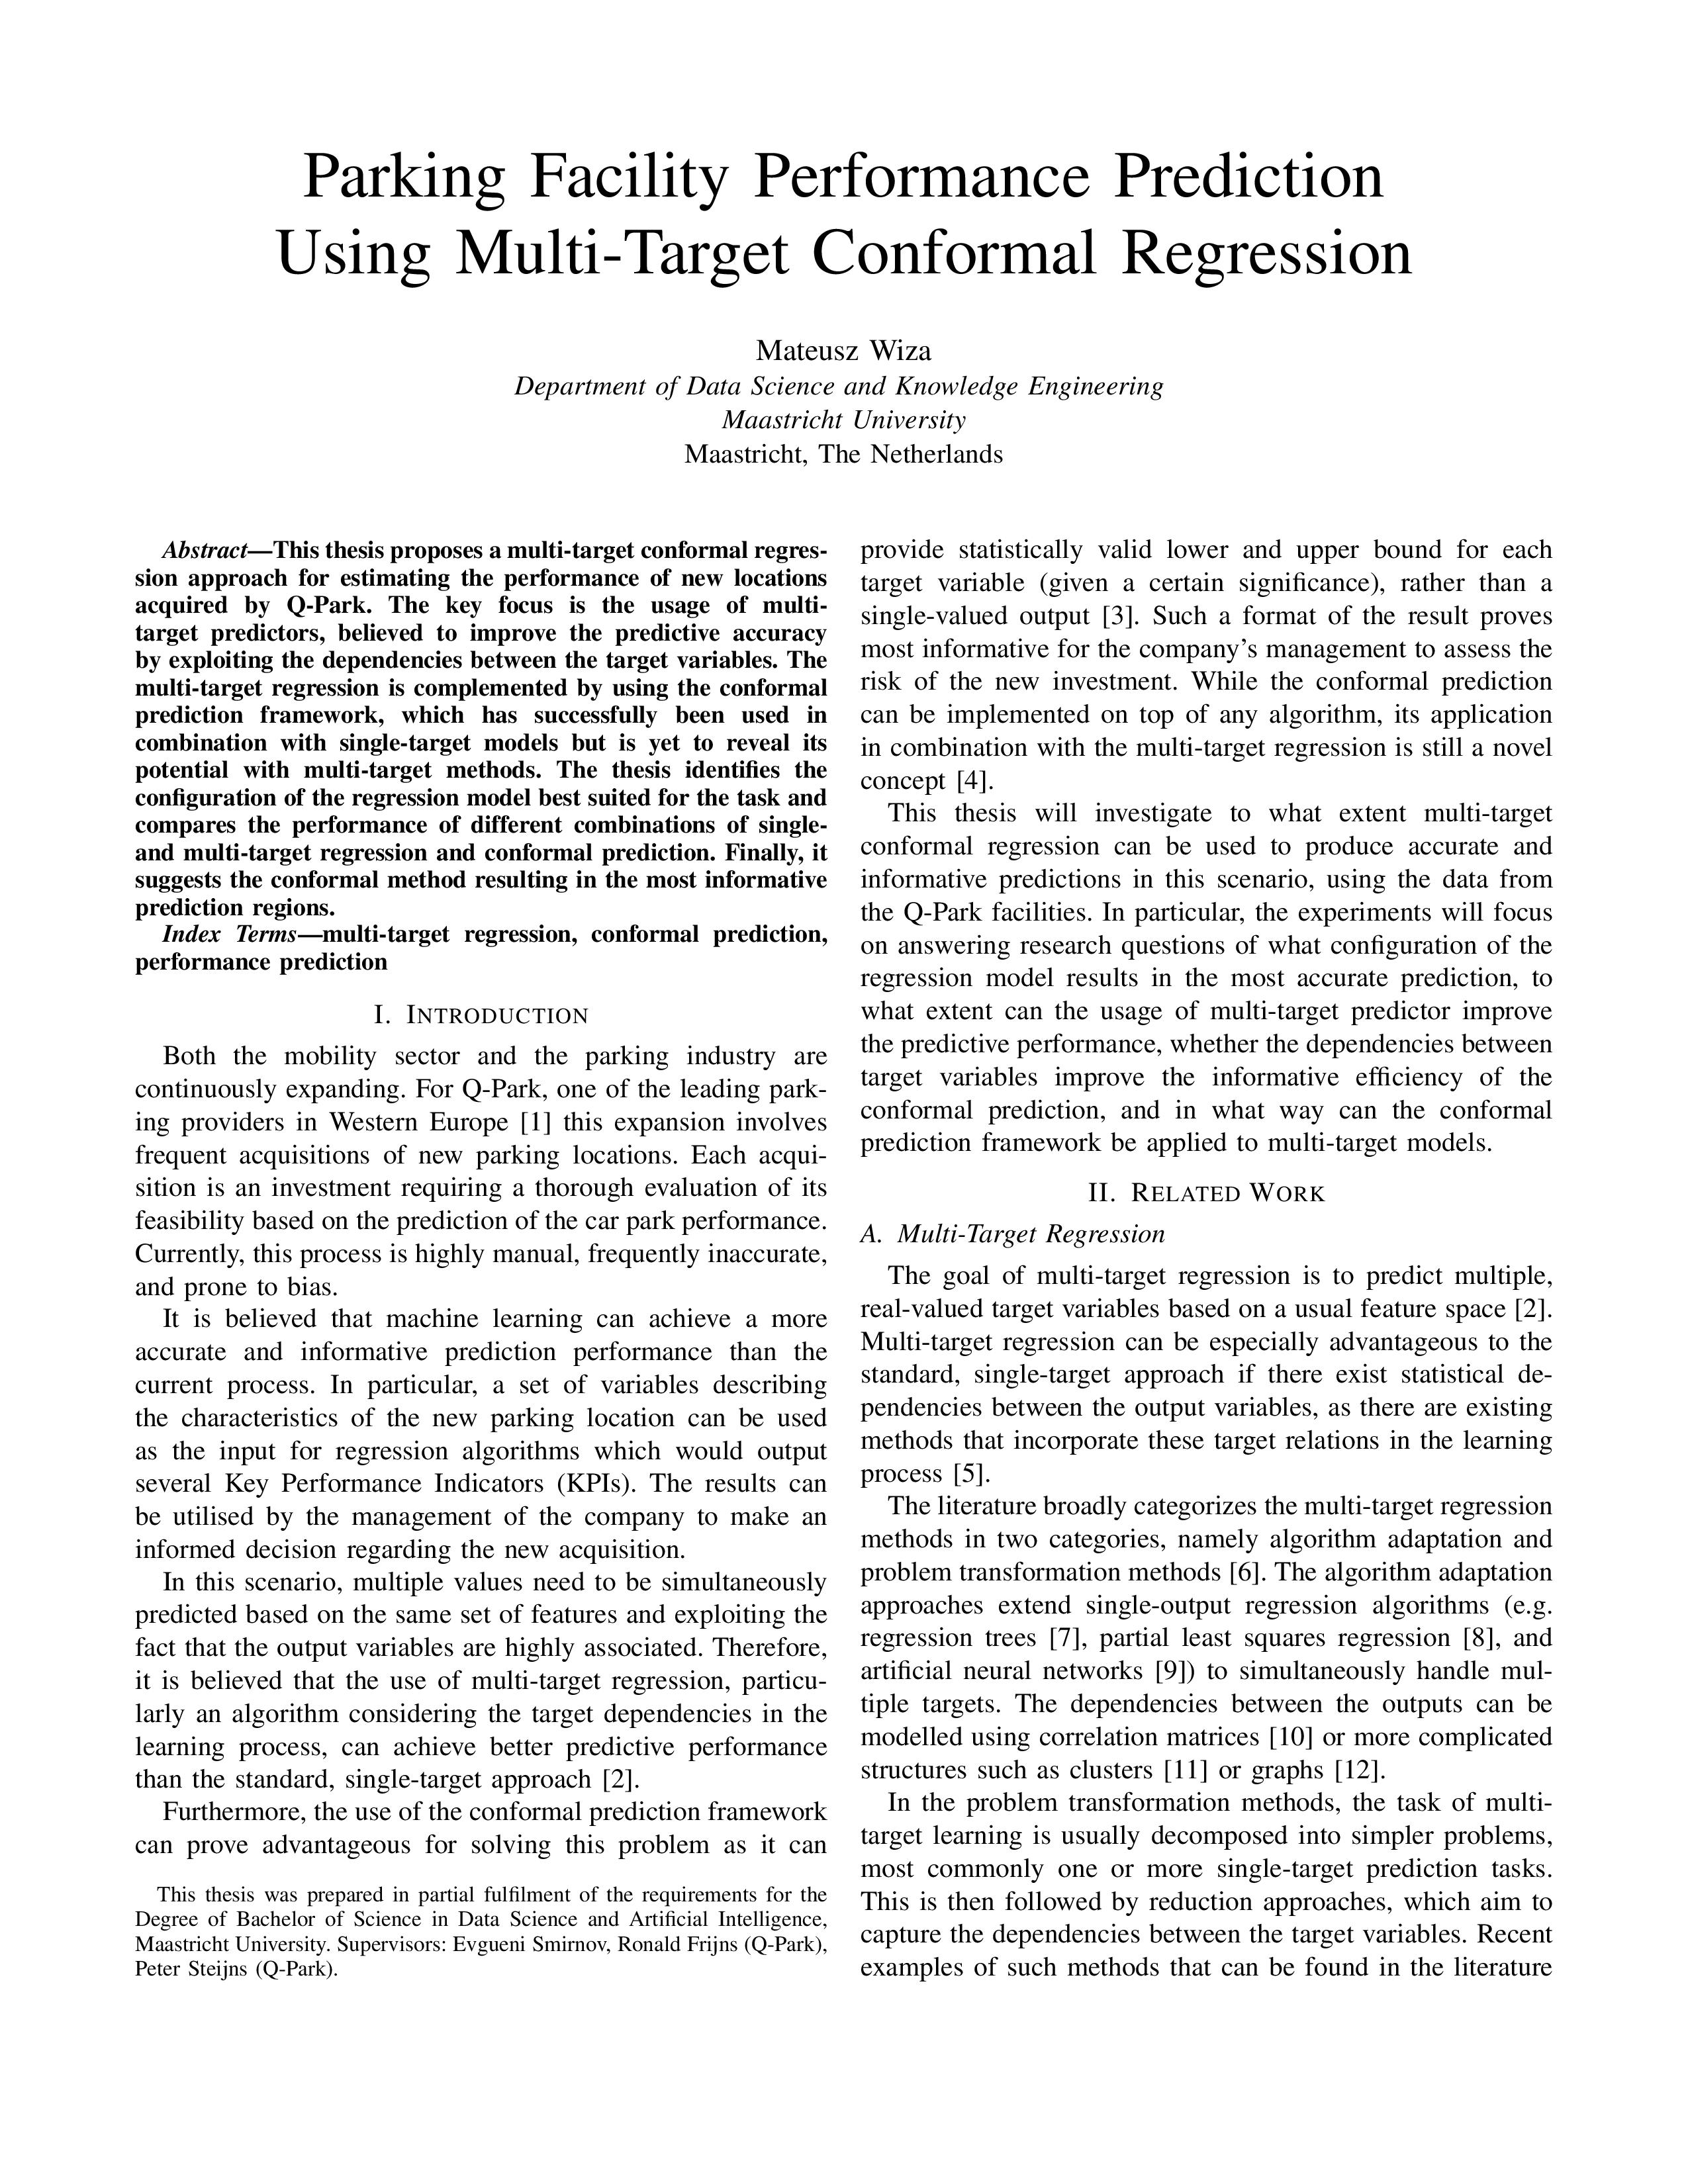 Parking Facility Performance Prediction
Using Multi-Target Conformal Regression
Mateusz Wiza
Department of Data Science and Knowledge Engineering
Maastricht University
Maastricht, The Netherlands
Abstract—This thesis proposes a multi-target conformal regres-
sion approach for estimating the performance of new locations
acquired by Q-Park. The key focus is the usage of multi-
target predictors, believed to improve the predictive accuracy
by exploiting the dependencies between the target variables. The
multi-target regression is complemented by using the conformal
prediction framework, which has successfully been used in
combination with single-target models but is yet to reveal its
potential with multi-target methods. The thesis identifies the
configuration of the regression model best suited for the task and
compares the performance of different combinations of single-
and multi-target regression and conformal prediction. Finally, it
suggests the conformal method resulting in the most informative
prediction regions.
Index Terms—multi-target regression, conformal prediction,
performance prediction
I. INTRODUCTION
Both the mobility sector and the parking industry are
continuously expanding. For Q-Park, one of the leading park-
ing providers in Western Europe [1] this expansion involves
frequent acquisitions of new parking locations. Each acqui-
sition is an investment requiring a thorough evaluation of its
feasibility based on the prediction of the car park performance.
Currently, this process is highly manual, frequently inaccurate,
and prone to bias.
It is believed that machine learning can achieve a more
accurate and informative prediction performance than the
current process. In particular, a set of variables describing
the characteristics of the new parking location can be used
as the input for regression algorithms which would output
several Key Performance Indicators (KPIs). The results can
be utilised by the management of the company to make an
informed decision regarding the new acquisition.
In this scenario, multiple values need to be simultaneously
predicted based on the same set of features and exploiting the
fact that the output variables are highly associated. Therefore,
it is believed that the use of multi-target regression, particu-
larly an algorithm considering the target dependencies in the
learning process, can achieve better predictive performance
than the standard, single-target approach [2].
Furthermore, the use of the conformal prediction framework
can prove advantageous for solving this problem as it can
This thesis was prepared in partial fulfilment of the requirements for the
Degree of Bachelor of Science in Data Science and Artificial Intelligence,
Maastricht University. Supervisors: Evgueni Smirnov, Ronald Frijns (Q-Park),
Peter Steijns (Q-Park).
provide statistically valid lower and upper bound for each
target variable (given a certain significance), rather than a
single-valued output [3]. Such a format of the result proves
most informative for the company's management to assess the
risk of the new investment. While the conformal prediction
can be implemented on top of any algorithm, its application
in combination with the multi-target regression is still a novel
concept [4].
This thesis will investigate to what extent multi-target
conformal regression can be used to produce accurate and
informative predictions in this scenario, using the data from
the Q-Park facilities. In particular, the experiments will focus
on answering research questions of what configuration of the
regression model results in the most accurate prediction, to
what extent can the usage of multi-target predictor improve
the predictive performance, whether the dependencies between
target variables improve the informative efficiency of the
conformal prediction, and in what way can the conformal
prediction framework be applied to multi-target models.
II. RELATED WORK
A. Multi-Target Regression
The goal of multi-target regression is to predict multiple,
real-valued target variables based on a usual feature space [2].
Multi-target regression can be especially advantageous to the
standard, single-target approach if there exist statistical de-
pendencies between the output variables, as there are existing
methods that incorporate these target relations in the learning
process [5].
The literature broadly categorizes the multi-target regression
methods in two categories, namely algorithm adaptation and
problem transformation methods [6]. The algorithm adaptation
approaches extend single-output regression algorithms (e.g.
regression trees [7], partial least squares regression [8], and
artificial neural networks [9]) to simultaneously handle mul-
tiple targets. The dependencies between the outputs can be
modelled using correlation matrices [10] or more complicated
structures such as clusters [11] or graphs [12].
In the problem transformation methods, the task of multi-
target learning is usually decomposed into simpler problems,
most commonly one or more single-target prediction tasks.
This is then followed by reduction approaches, which aim to
capture the dependencies between the target variables. Recent
examples of such methods that can be found in the literature